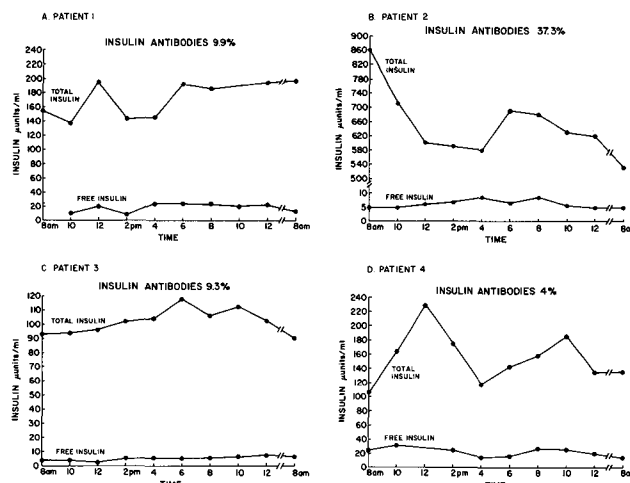 A. PATIENT 1
INSULIN ANTIBODIES 9.9%
240
220
200
180
160
140
120
100
80
60
40
20
0
INSULIN µunits/ml
TOTAL
INSULIN
FREE INSULIN
8am 10 12 2pm 4 6 8 10 12 8am
TIME
B. PATIENT 2
INSULIN ANTIBODIES 37.3%
900
860
820
780
740
700
660
620
580
540
500
10
5
0
INSULIN µunits/ml
TOTAL
INSULIN
FREE INSULIN
8am 10 12 2pm 4 6 8 10 12 8am
TIME
C. PATIENT 3
INSULIN ANTIBODIES 9.3%
120
110
100
90
80
70
60
50
40
30
20
10
0
INSULIN µunits/ml
TOTAL INSULIN
FREE INSULIN
8am 10 12 2pm 4 6 8 10 12 8am
TIME
D. PATIENT 4
INSULIN ANTIBODIES 4%
240
220
200
180
160
140
120
100
80
60
40
20
0
INSULIN µunits/ml
TOTAL
INSULIN
FREE INSULIN
8am 10 12 2pm 4 6 8 10 12 8am
TIME